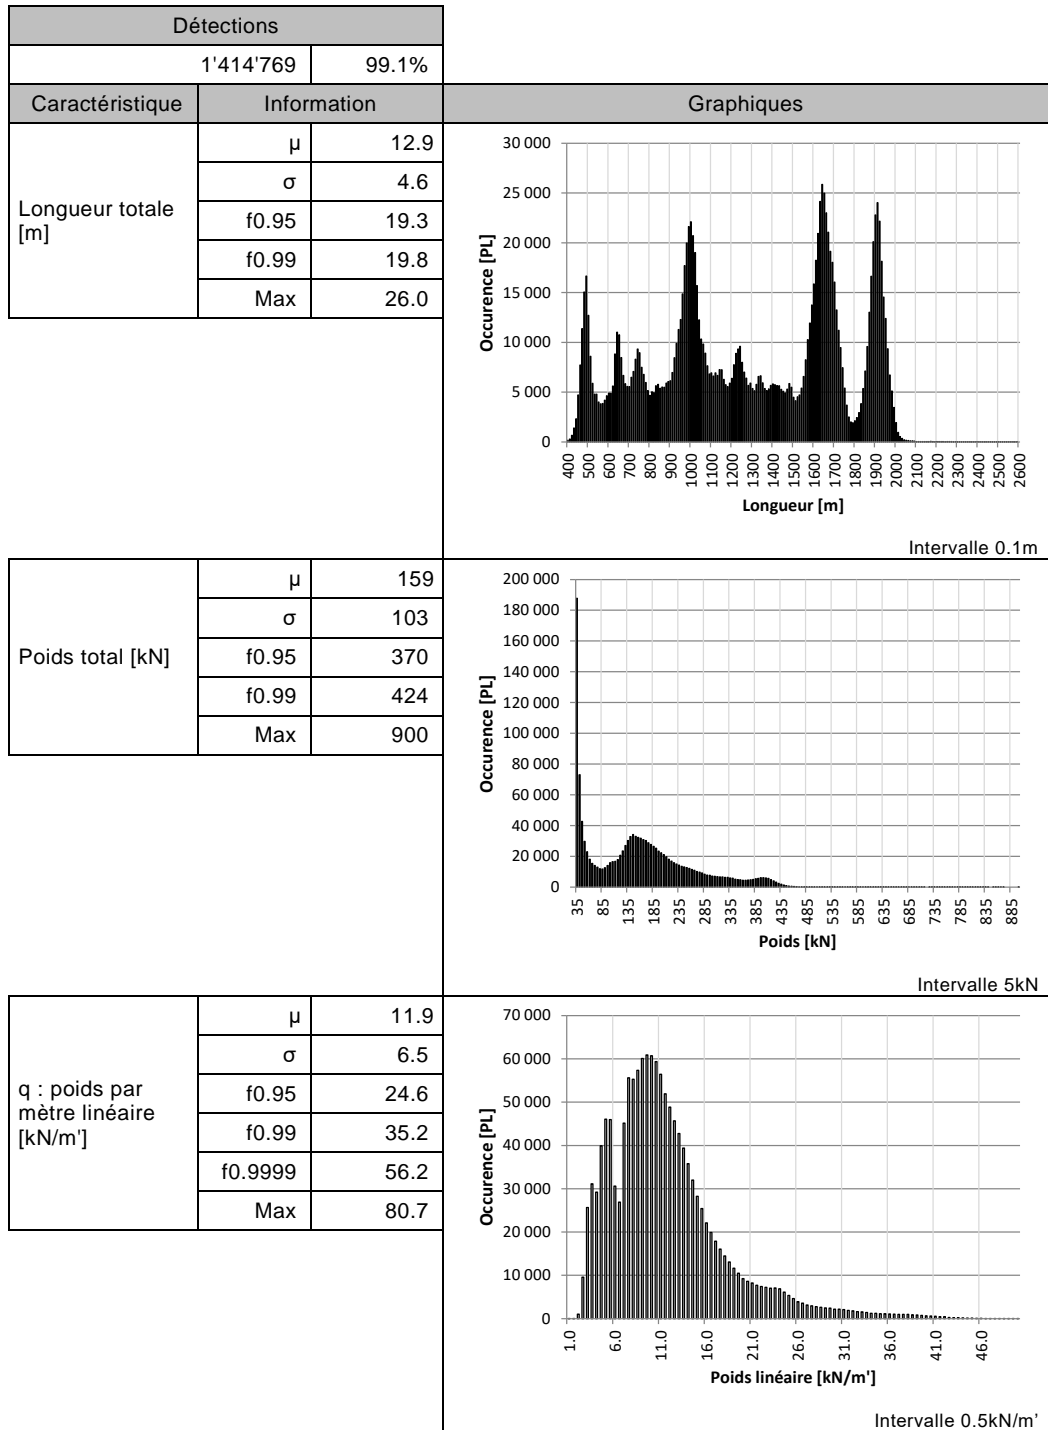 Détections
1'414'769 99.1%
Caractéristique Information Graphiques
Longueur totale [m]
μ 12.9
σ 4.6
f0.95 19.3
f0.99 19.8
Max 26.0
30 000
25 000
20 000
15 000
10 000
5 000
0
Occurence [PL]
400 500 600 700 800 900 1000 1100 1200 1300 1400 1500 1600 1700 1800 1900 2000 2100 2200 2300 2400 2500 2600
Longueur [m]
Intervalle 0.1m
Poids total [kN]
μ 159
σ 103
f0.95 370
f0.99 424
Max 900
200 000
180 000
160 000
140 000
120 000
100 000
80 000
60 000
40 000
20 000
0
Occurence [PL]
35 85 135 185 235 285 335 385 435 485 535 585 635 685 735 785 835 885
Poids [kN]
Intervalle 5kN
q : poids par
mètre linéaire
[kN/m']
μ 11.9
σ 6.5
f0.95 24.6
f0.99 35.2
f0.9999 56.2
Max 80.7
70 000
60 000
50 000
40 000
30 000
20 000
10 000
0
Occurence [PL]
1.0 6.0 11.0 16.0 21.0 26.0 31.0 36.0 41.0 46.0
Poids linéaire [kN/m']
Intervalle 0.5kN/m’